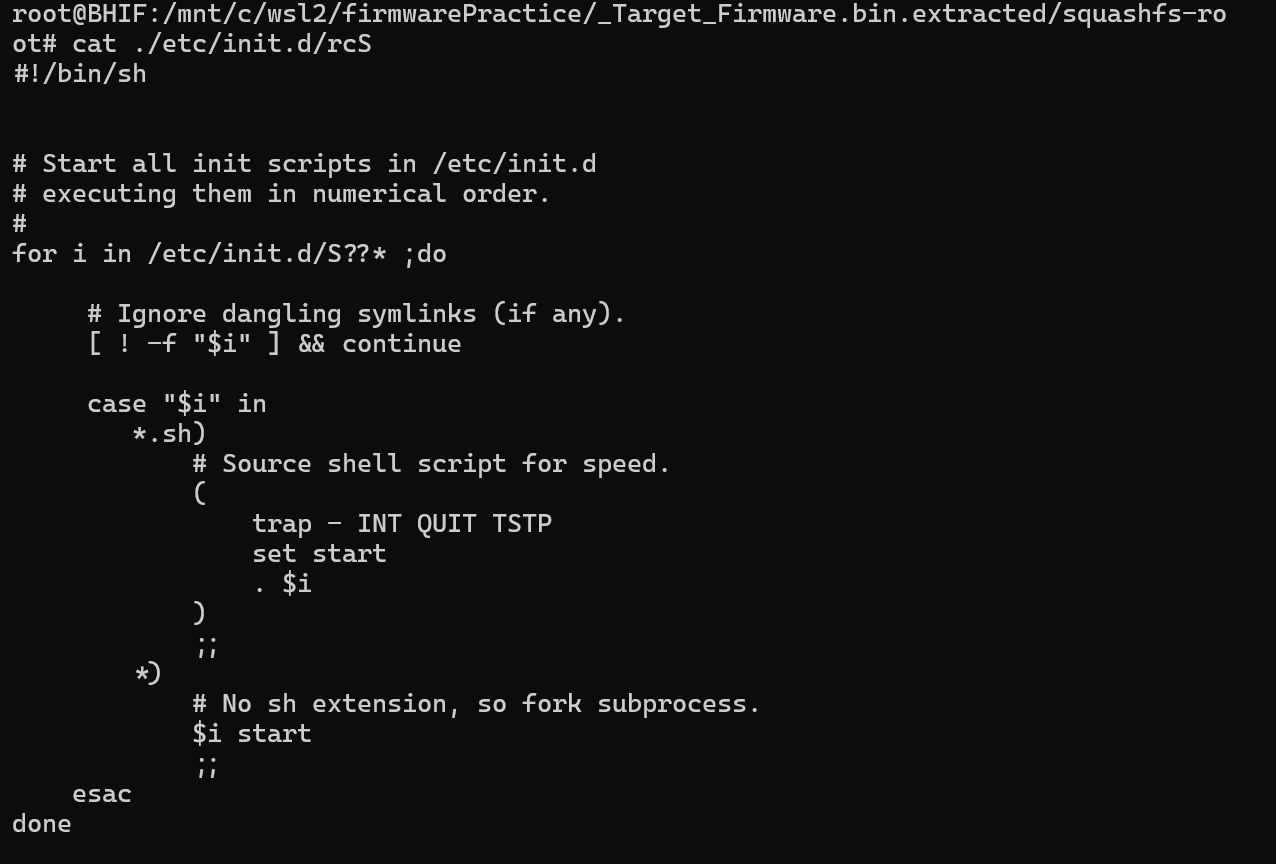 root@BHIF:/mnt/c/wsl2/firmwarePractice/_Target_Firmware.bin.extracted/squashfs-ro
ot# cat ./etc/init.d/rcS
#!/bin/sh
# Start all init scripts in /etc/init.d
# executing them in numerical order.
#
for i in /etc/init.d/S??* ;do
# Ignore dangling symlinks (if any).
[ ! -f "$i" ] && continue
case "$i" in
*.sh)
# Source shell script for speed.
(
trap - INT QUIT TSTP
set start
. $i
)
;;
*)
# No sh extension, so fork subprocess.
$i start
;;
esac
done